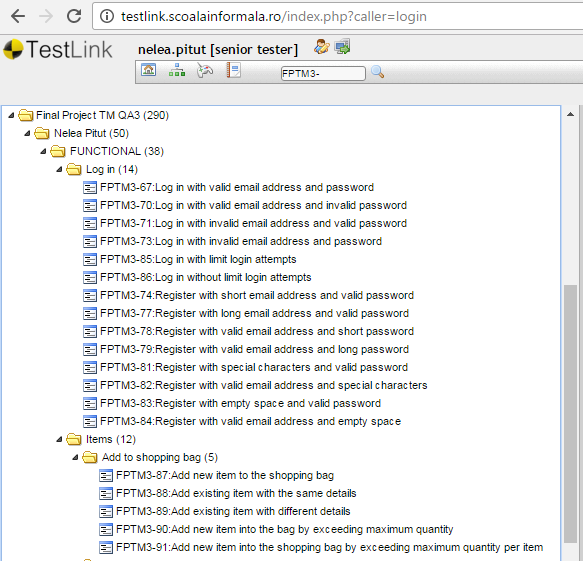 testlink.scoalainformala.ro/index.php?caller=login
TestLink
nelea.pitut [senior tester]
FPTM3-
Final Project TM QA3 (290)
Nelea Pitut (50)
FUNCTIONAL (38)
Log in (14)
FPTM3-67:Log in with valid email address and password
FPTM3-70:Log in with valid email address and invalid password
FPTM3-71:Log in with invalid email address and valid password
FPTM3-73:Log in with invalid email address and password
FPTM3-85:Log in with limit login attempts
FPTM3-86:Log in without limit login attempts
FPTM3-74:Register with short email address and valid password
FPTM3-77:Register with long email address and valid password
FPTM3-78:Register with valid email address and short password
FPTM3-79:Register with valid email address and long password
FPTM3-81:Register with special characters and valid password
FPTM3-82:Register with valid email address and special characters
FPTM3-83:Register with empty space and valid password
FPTM3-84:Register with valid email address and empty space
Items (12)
Add to shopping bag (5)
FPTM3-87:Add new item to the shopping bag
FPTM3-88:Add existing item with the same details
FPTM3-89:Add existing item with different details
FPTM3-90:Add new item into the bag by exceeding maximum quantity
FPTM3-91:Add new item into the shopping bag by exceeding maximum quantity per item